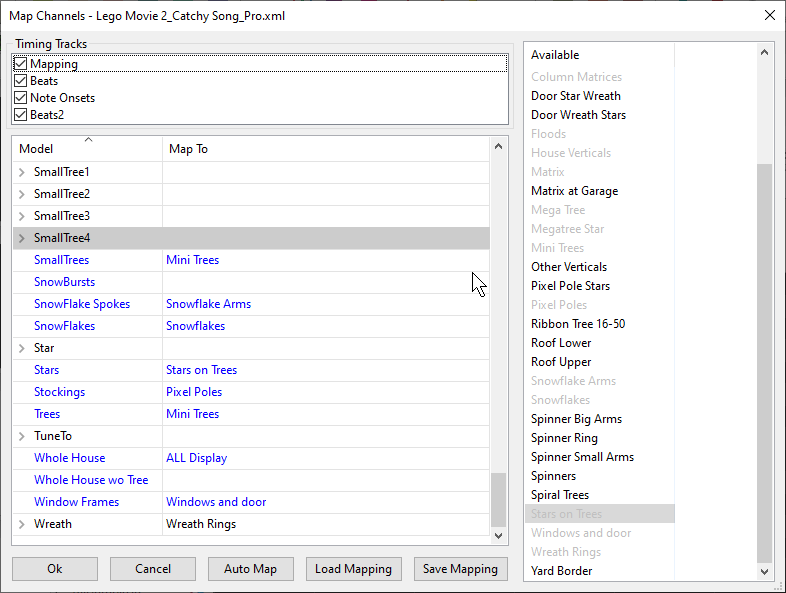 Map Channels - Lego Movie 2_Catchy Song_Pro.xml
Timing Tracks
Mapping
Beats
Note Onsets
Beats2
Model Map To
SmallTree1
SmallTree2
SmallTree3
SmallTree4
SmallTrees Mini Trees
SnowBursts
SnowFlake Spokes Snowflake Arms
SnowFlakes Snowflakes
Star
Stars Stars on Trees
Stockings Pixel Poles
Trees Mini Trees
TuneTo
Whole House ALL Display
Whole House wo Tree
Window Frames Windows and door
Wreath Wreath Rings
Ok Cancel Auto Map Load Mapping Save Mapping
Available
Column Matrices
Door Star Wreath
Door Wreath Stars
Floods
House Verticals
Matrix
Matrix at Garage
Mega Tree
Megatree Star
Mini Trees
Other Verticals
Pixel Pole Stars
Pixel Poles
Ribbon Tree 16-50
Roof Lower
Roof Upper
Snowflake Arms
Snowflakes
Spinner Big Arms
Spinner Ring
Spinner Small Arms
Spinners
Spiral Trees
Stars on Trees
Windows and door
Wreath Rings
Yard Border